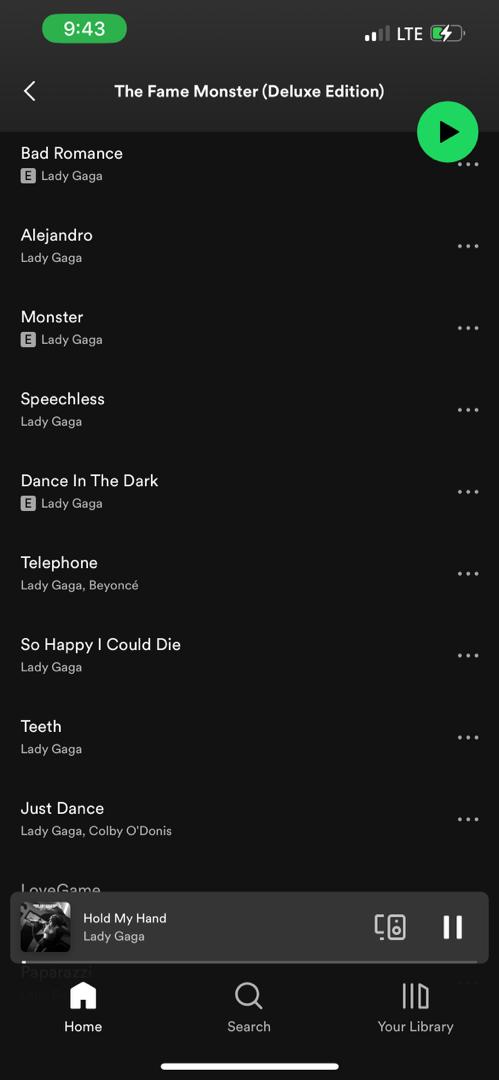 9:43
LTE
The Fame Monster (Deluxe Edition)
Bad Romance
E Lady Gaga
Alejandro
Lady Gaga
Monster
E Lady Gaga
Speechless
Lady Gaga
Dance In The Dark
E Lady Gaga
Telephone
Lady Gaga, Beyoncé
So Happy I Could Die
Lady Gaga
Teeth
Lady Gaga
Just Dance
Lady Gaga, Colby O'Donis
LoveGame
Hold My Hand
Lady Gaga
Paparazzi
Home
Search
Your Library